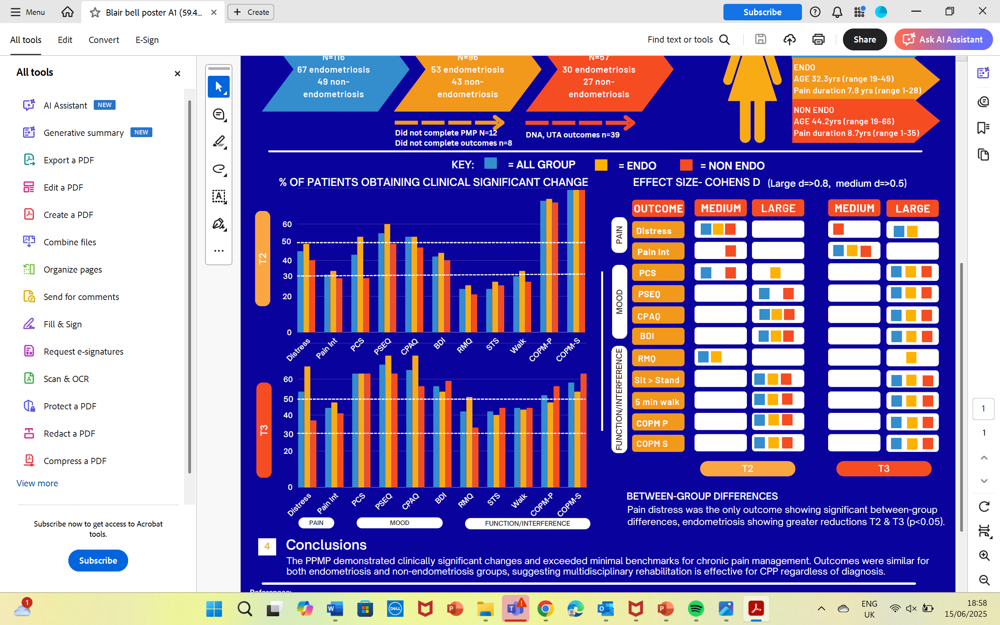 Menu
Blair bell poster A1 (59.4...
Create
Subscribe
All tools
Edit
Convert
E-Sign
Find text or tools
Share
Ask AI Assistant
All tools
AI Assistant NEW
Generative summary NEW
Export a PDF
Edit a PDF
Create a PDF
Combine files
Organize pages
Send for comments
Fill & Sign
Request e-signatures
Scan & OCR
Protect a PDF
Redact a PDF
Compress a PDF
View more
Subscribe now to get access to Acrobat
tools.
Subscribe
N=116
67 endometriosis
49 non-
endometriosis
N=96
53 endometriosis
43 non-
endometriosis
N=57
30 endometriosis
27 non-
endometriosis
Did not complete PMP N=12
Did not complete outcomes n=8
DNA, UTA outcomes n=39
ENDO
AGE 32.3yrs (range 19-49)
Pain duration 7.8 yrs (range 1-28)
NON ENDO
AGE 44.2yrs (range 19-66)
Pain duration 8.7yrs (range 1-35)
KEY: = ALL GROUP = ENDO = NON ENDO
% OF PATIENTS OBTAINING CLINICAL SIGNIFICANT CHANGE
T2
60
50
40
30
20
0
Distress Pain Int PCS PSEQ CPAQ BDI RMQ STS Walk COPM-P COPM-S
T3
60
50
40
30
20
0
Distress Pain Int PCS PSEQ CPAQ BDI RMQ STS Walk COPM-P COPM-S
PAIN MOOD FUNCTION/INTERFERENCE
EFFECT SIZE- COHENS D (Large d=>0.8, medium d=>0.5)
OUTCOME MEDIUM LARGE MEDIUM LARGE
PAIN
Distress
Pain Int
MOOD
PCS
PSEQ
CPAQ
BDI
FUNCTION/INTERFERENCE
RMQ
Sit > Stand
5 min walk
COPM P
COPM S
T2 T3
BETWEEN-GROUP DIFFERENCES
Pain distress was the only outcome showing significant between-group
differences, endometriosis showing greater reductions T2 & T3 (p<0.05).
4 Conclusions
The PPMP demonstrated clinically significant changes and exceeded minimal benchmarks for chronic pain management. Outcomes were similar for
both endometriosis and non-endometriosis groups, suggesting multidisciplinary rehabilitation is effective for CPP regardless of diagnosis.
References:
1
1
1
ENG
UK
18:58
15/06/2025